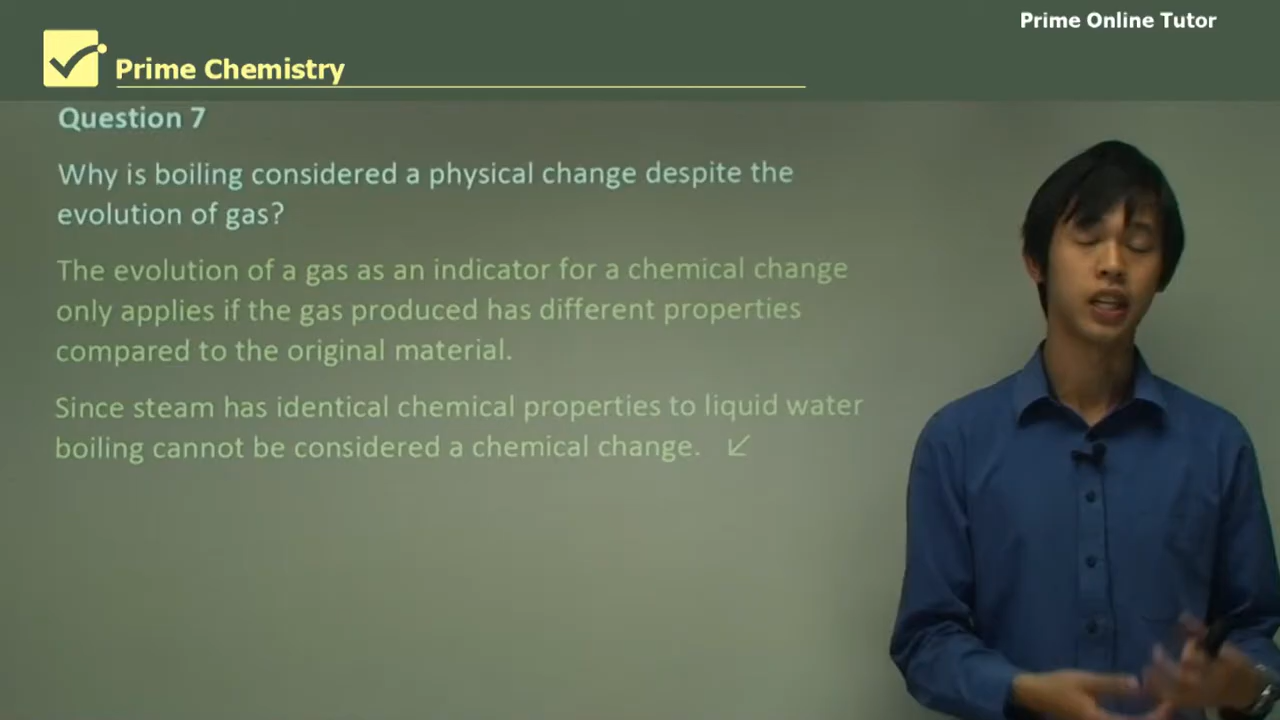 Prime Online Tutor
Prime Chemistry
Question 7
Why is boiling considered a physical change despite the
evolution of gas?
The evolution of a gas as an indicator for a chemical change
only applies if the gas produced has different properties
compared to the original material.
Since steam has identical chemical properties to liquid water
boiling cannot be considered a chemical change.